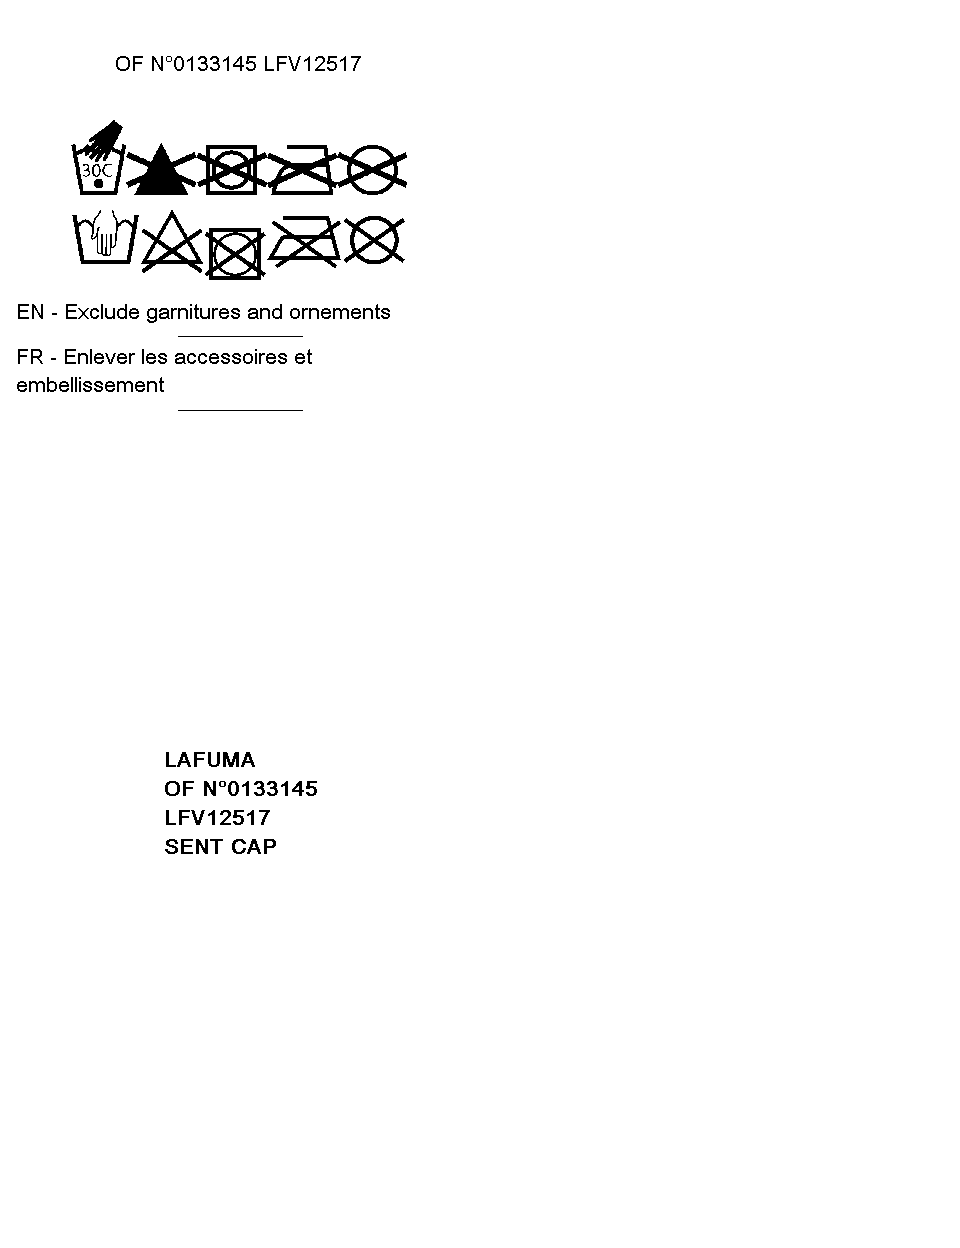 OF N°0133145 LFV12517
30C
EN - Exclude garnitures and ornements
FR - Enlever les accessoires et
embellissement
LAFUMA
OF N°0133145
LFV12517
SENT CAP